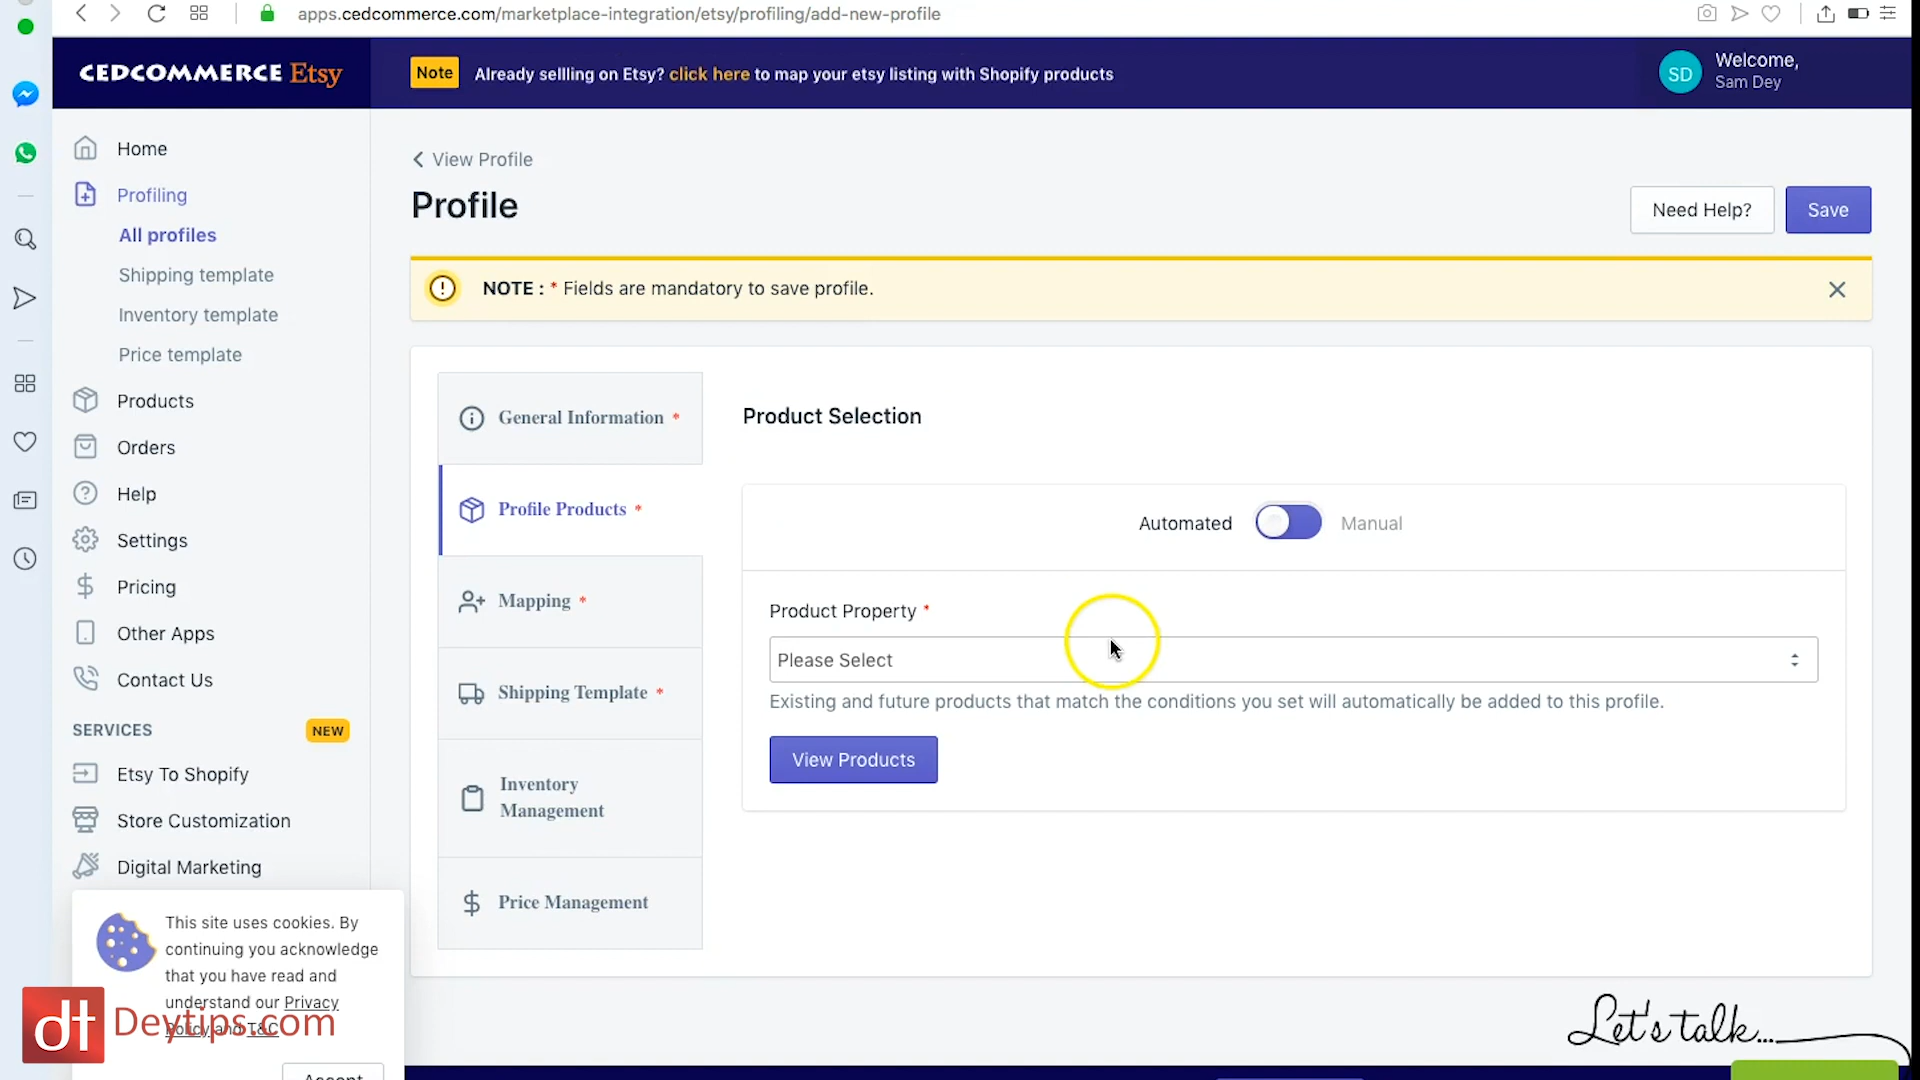 apps.cedcommerce.com/marketplace-integration/etsy/profiling/add-new-profile
CEDCOMMERCE Etsy
Note Already sellling on Etsy? click here to map your etsy listing with Shopify products
SD Welcome,
Sam Dey
Home
Profiling
All profiles
Shipping template
Inventory template
Price template
Products
Orders
Help
Settings
Pricing
Other Apps
Contact Us
SERVICES NEW
Etsy To Shopify
Store Customization
Digital Marketing
View Profile
Profile
Need Help? Save
NOTE : * Fields are mandatory to save profile.
General Information *
Profile Products *
Mapping *
Shipping Template *
Inventory
Management
Price Management
Product Selection
Automated Manual
Product Property *
Please Select
Existing and future products that match the conditions you set will automatically be added to this profile.
View Products
This site uses cookies. By
continuing you acknowledge
that you have read and
understand our Privacy
Policy and T&C
Accept
dt Deytips.com
Let's talk...